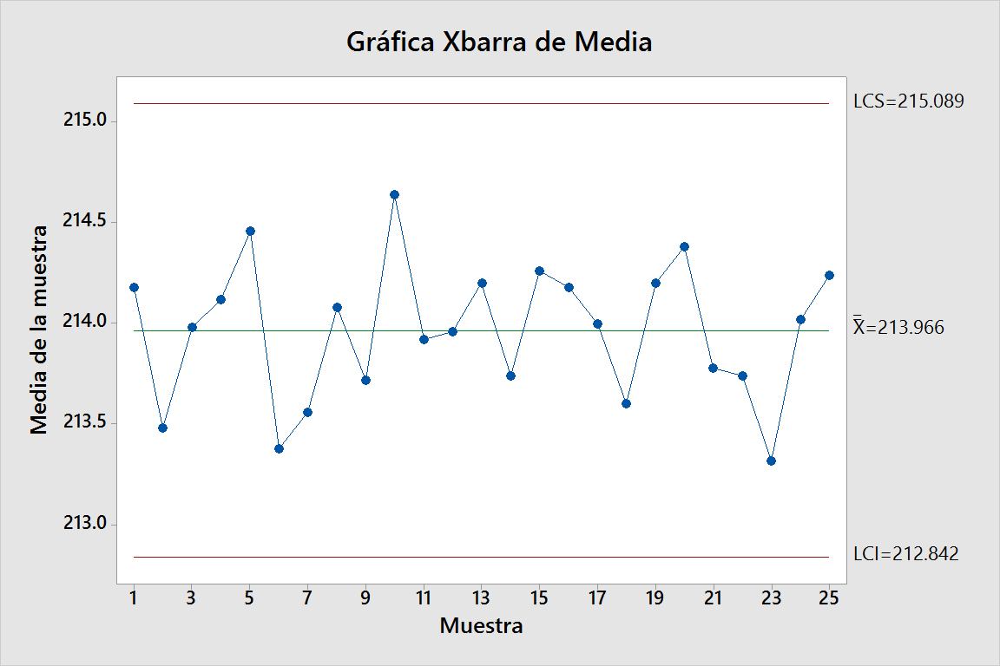 Gráfica Xbarra de Media
LCS=215.089
215.0
214.5
214.0
X̿=213.966
213.5
213.0
LCI=212.842
Media de la muestra
1 3 5 7 9 11 13 15 17 19 21 23 25
Muestra